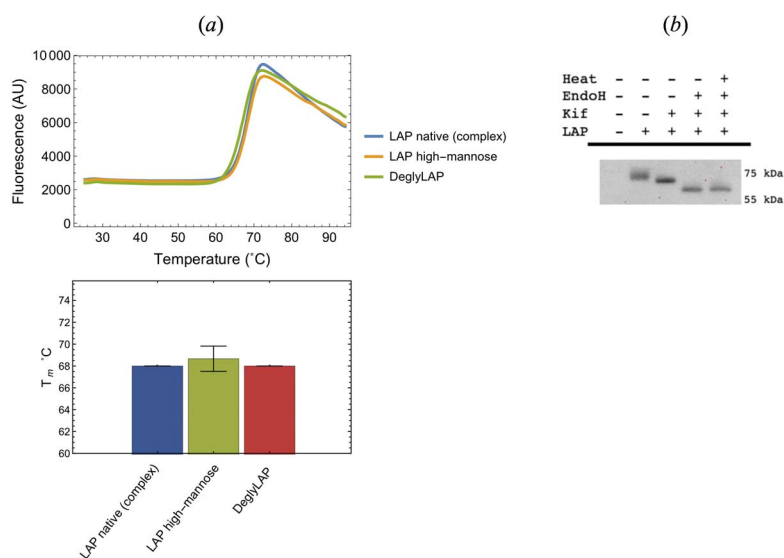 (a)
10 000
8000
6000
4000
2000
0
Fluorescence (AU)
30 40 50 60 70 80 90
Temperature (˚C)
LAP native (complex)
LAP high−mannose
DeglyLAP
74
72
70
68
66
64
62
60
Tm ˚C
LAP native (complex)
LAP high−mannose
DeglyLAP
(b)
Heat - - - - +
EndoH - - - + +
Kif - - + + +
LAP - + + + +
75 kDa
55 kDa